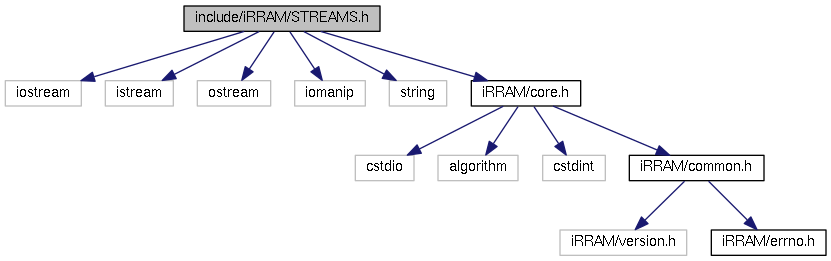 include/iRRAM/STREAMS.h
iostream
istream
ostream
iomanip
string
iRRAM/core.h
cstdio
algorithm
cstdint
iRRAM/common.h
iRRAM/version.h
iRRAM/errno.h